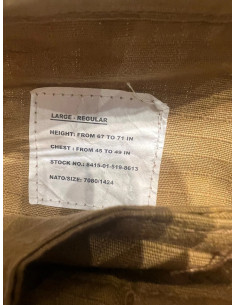 LARGE - REGULAR
HEIGHT: FROM 67 TO 71 IN
CHEST : FROM 45 TO 49 IN
STOCK NO.: 8415-01-519-8613
NATO/SIZE: 7080/1424